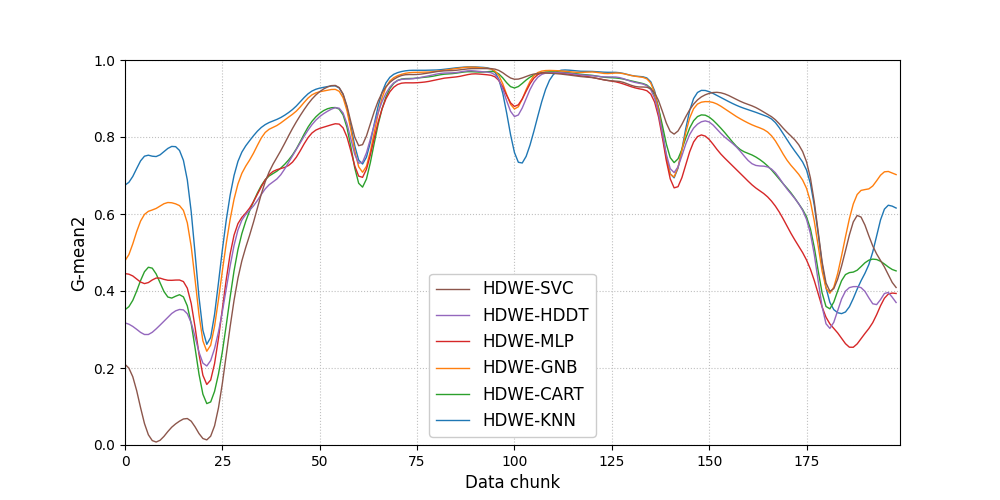 1.0
0.8
0.6
0.4
0.2
0.0
G-mean2
HDWE-SVC
HDWE-HDDT
HDWE-MLP
HDWE-GNB
HDWE-CART
HDWE-KNN
0 25 50 75 100 125 150 175
Data chunk